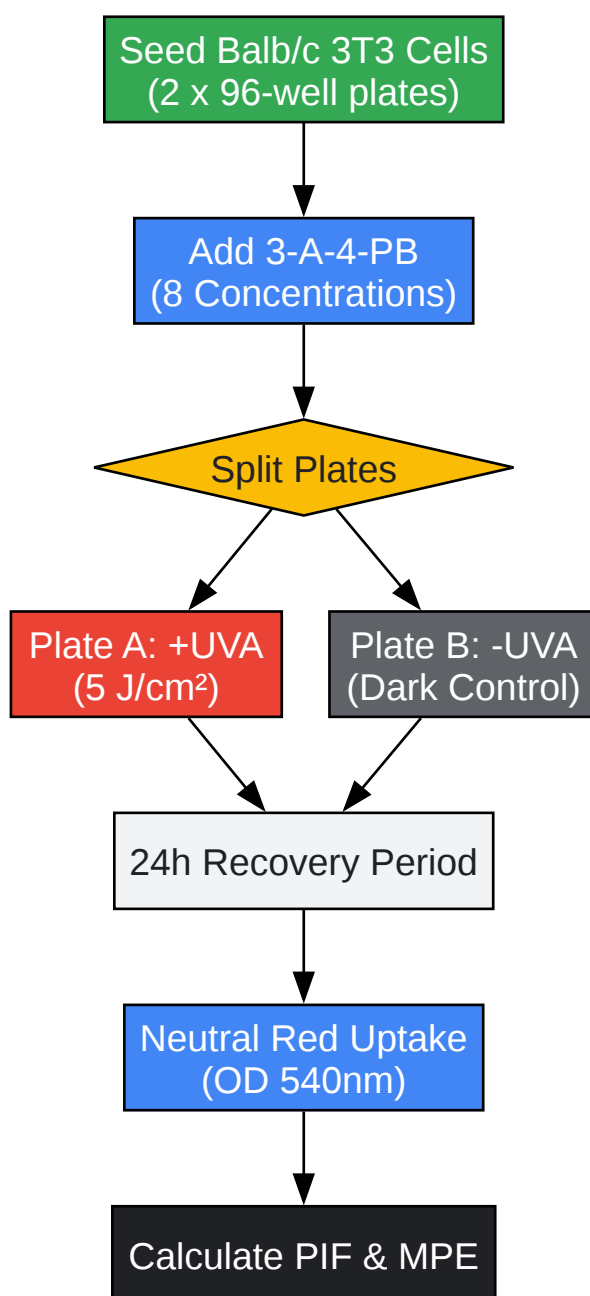 Seed Balb/c 3T3 Cells
(2 x 96-well plates)
Add 3-A-4-PB
(8 Concentrations)
Split Plates
Plate A: +UVA
(5 J/cm²)
Plate B: -UVA
(Dark Control)
24h Recovery Period
Neutral Red Uptake
(OD 540nm)
Calculate PIF & MPE